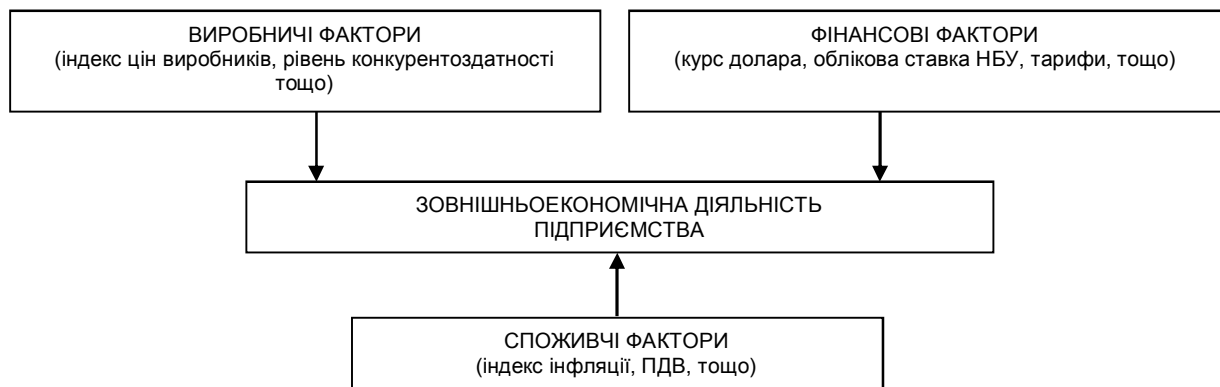 ВИРОБНИЧІ ФАКТОРИ
(індекс цін виробників, рівень конкурентоздатності
тощо)
ФІНАНСОВІ ФАКТОРИ
(курс долара, облікова ставка НБУ, тарифи, тощо)
ЗОВНІШНЬОЕКОНОМІЧНА ДІЯЛЬНІСТЬ
ПІДПРИЄМСТВА
СПОЖИВЧІ ФАКТОРИ
(індекс інфляції, ПДВ, тощо)